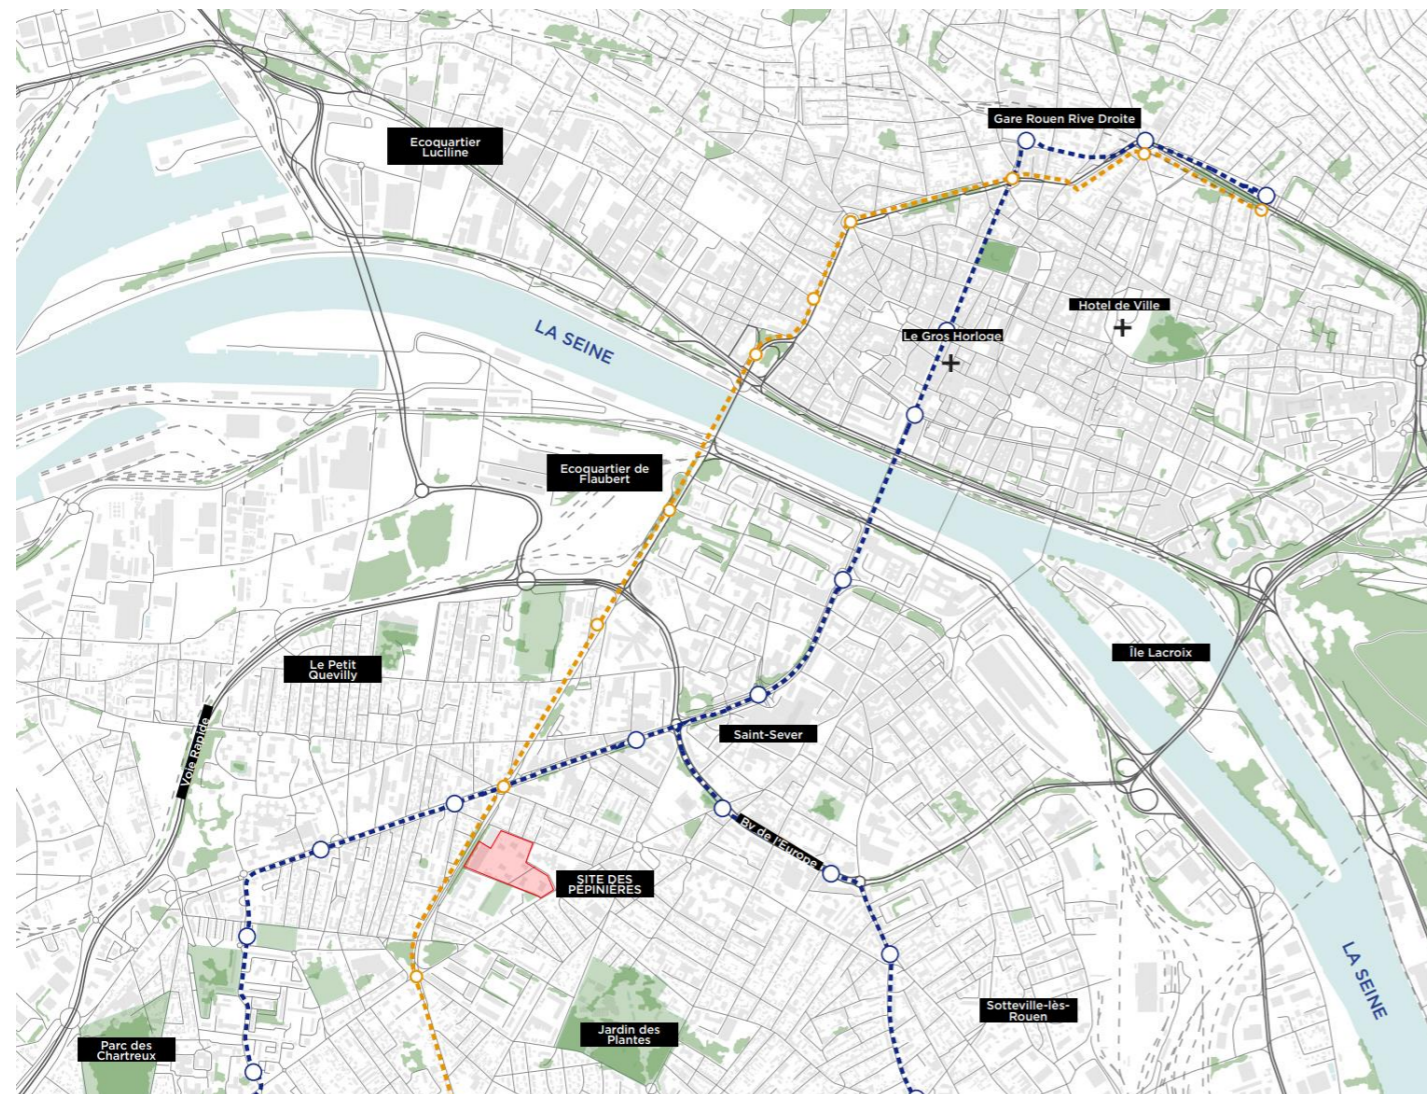 Gare Rouen Rive Droite
Ecoquartier
Luciline
Hotel de Ville
LA SEINE
Le Gros Horloge
Ecoquartier de
Flaubert
Île Lacroix
Le Petit
Quevilly
Saint-Sever
Voie Rapide
Bv de l'Europe
SITE DES
PÉPINIÈRES
LA SEINE
Sotteville-lès-
Rouen
Jardin des
Plantes
Parc des
Chartreux